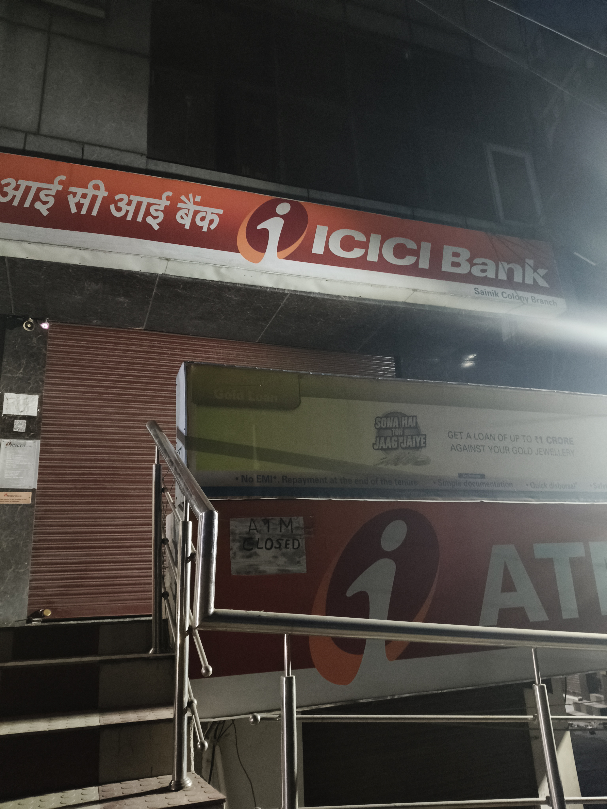 आई सी आई बैंक
ICICI Bank
Sainik Colony Branch
Gold Loan
SONA HAI
TOH
JAAG JAIYE
GET A LOAN OF UP TO ₹1 CRORE
AGAINST YOUR GOLD JEWELLERY
• No EMI* Repayment at the end of the tenure • Simple documentation • Quick disbursal
ATM
CLOSED
ATM